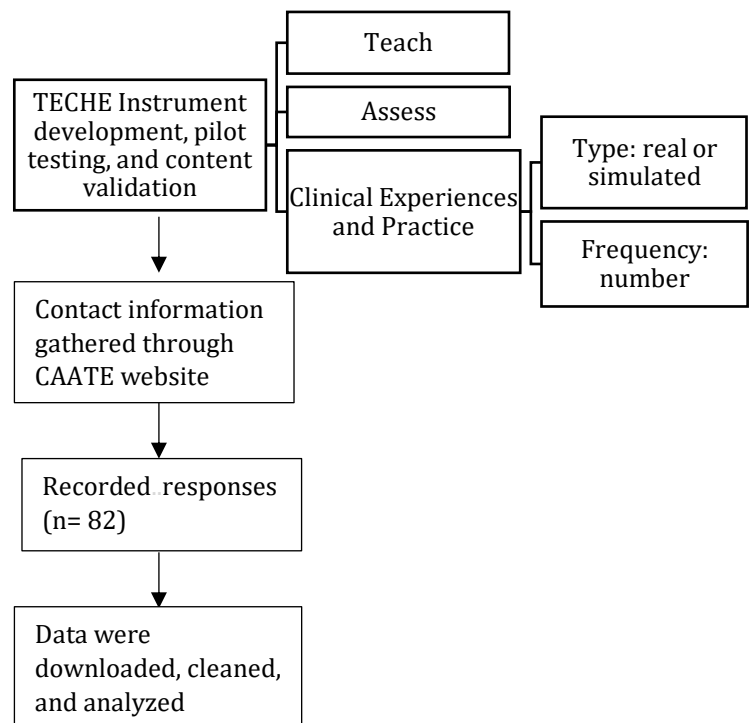 Teach
TECHE Instrument
development, pilot
testing, and content
validation
Assess
Clinical Experiences
and Practice
Type: real or
simulated
Frequency:
number
Contact information
gathered through
CAATE website
Recorded..responses
(n= 82)
Data were
downloaded, cleaned,
and analyzed